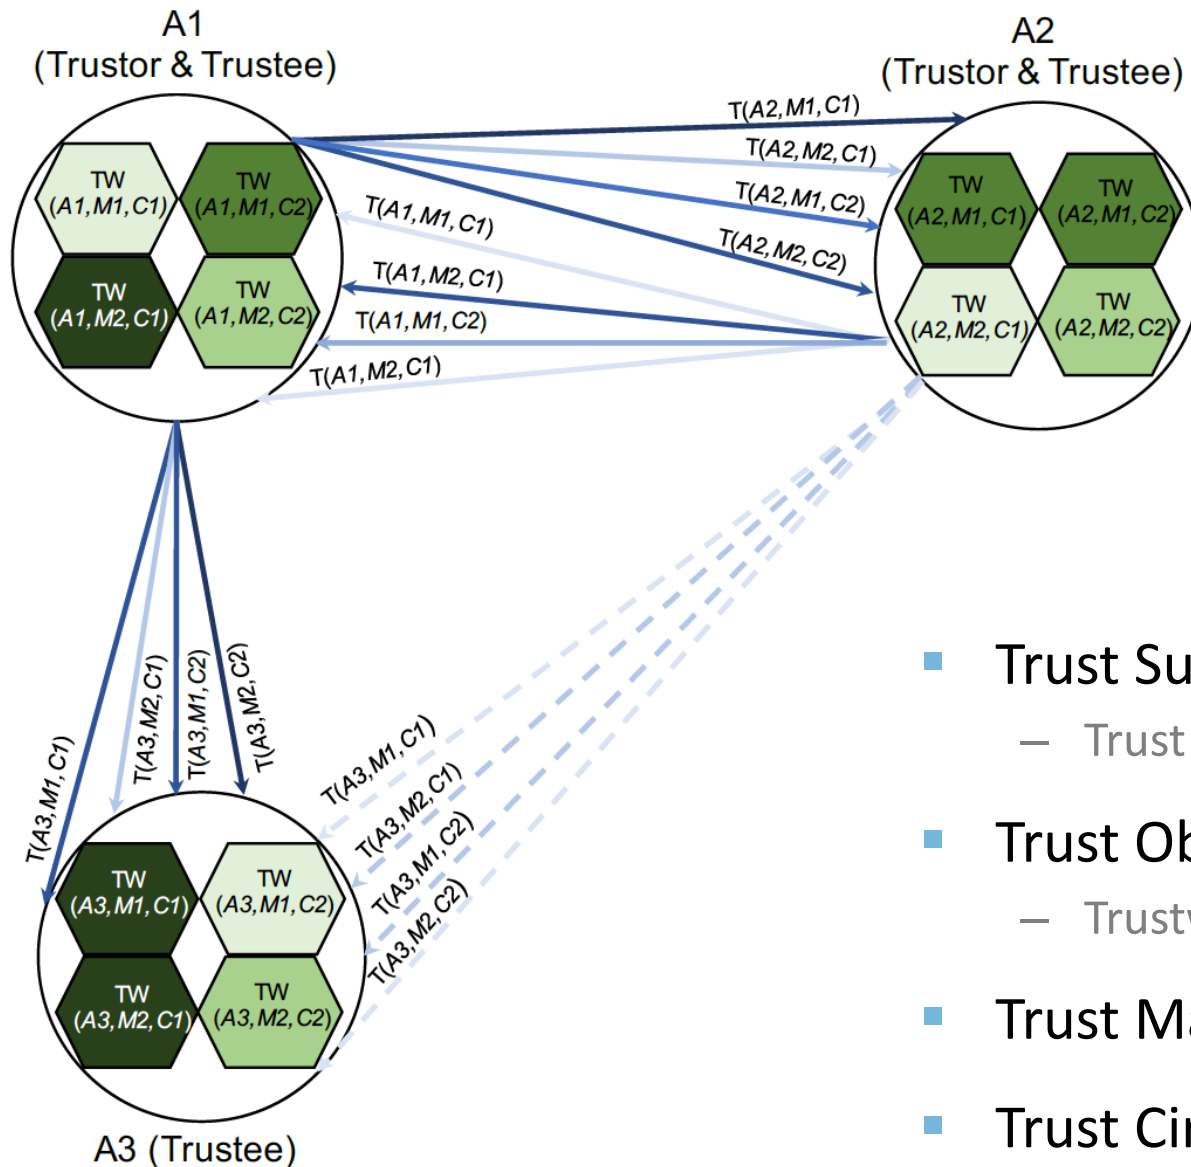 A1
(Trustor & Trustee)
A2
(Trustor & Trustee)
TW
(A1,M1,C1)
TW
(A1,M1,C2)
TW
(A1,M2,C1)
TW
(A1,M2,C2)
T(A2,M1,C1)
T(A2,M2,C1)
T(A2,M1,C2)
T(A2,M2,C2)
T(A1,M1,C1)
T(A1,M2,C1)
T(A1,M1,C2)
T(A1,M2,C1)
TW
(A2,M1,C1)
TW
(A2,M1,C2)
TW
(A2,M2,C1)
TW
(A2,M2,C2)
T(A3,M1,C1)
T(A3,M2,C1)
T(A3,M1,C2)
T(A3,M2,C2)
T(A3,M1,C1)
T(A3,M2,C1)
T(A3,M1,C2)
T(A3,M2,C2)
TW
(A3,M1,C1)
TW
(A3,M1,C2)
TW
(A3,M2,C1)
TW
(A3,M2,C2)
A3 (Trustee)
▪ Trust Su
– Trust
▪ Trust Ob
– Trustw
▪ Trust Ma
▪ Trust Cir